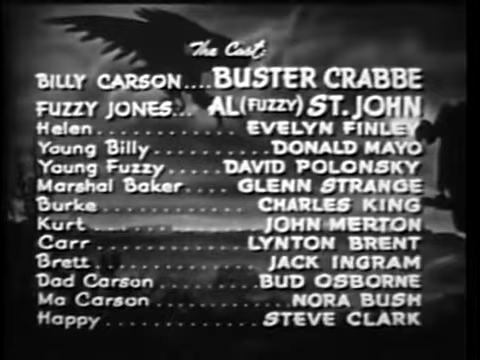 The Cast:
BILLY CARSON....BUSTER CRABBE
FUZZY JONES... AL (FUZZY) ST. JOHN
Helen............EVELYN FINLEY
Young Billy..........DONALD MAYO
Young Fuzzy.....DAVID POLONSKY
Marshal Baker.....GLENN STRANGE
Burke............CHARLES KING
Kurt.............JOHN MERTON
Carr............LYNTON BRENT
Brett............JACK INGRAM
Dad Carson.........BUD OSBORNE
Ma Carson..........NORA BUSH
Happy............STEVE CLARK